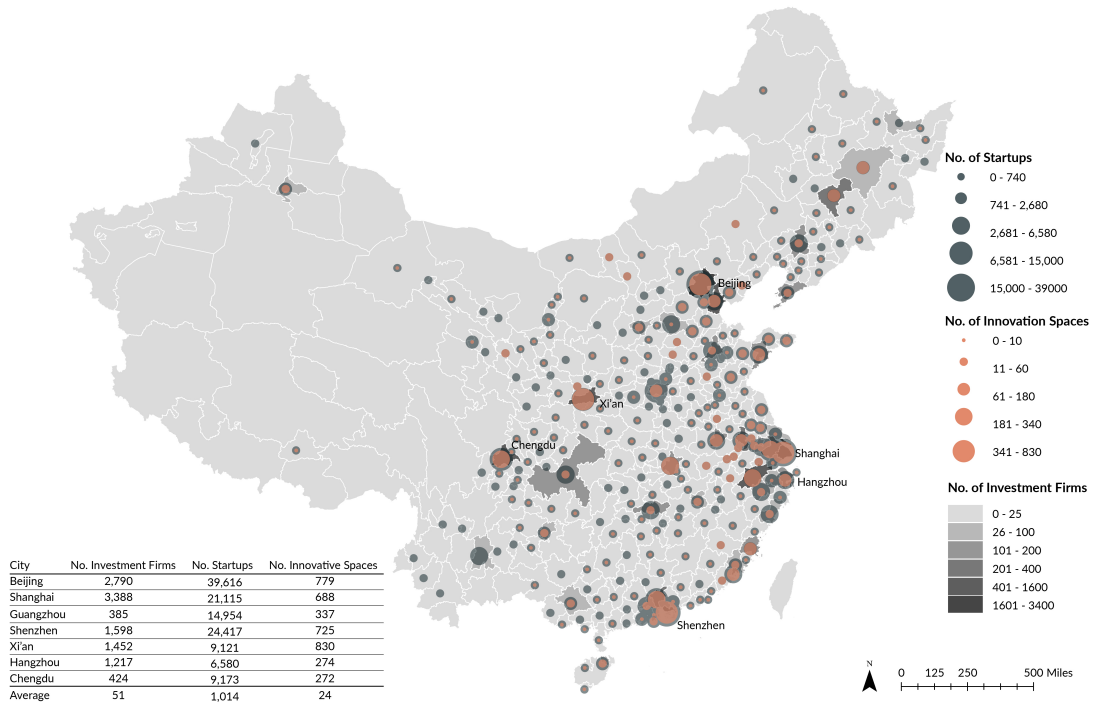 Beijing
Xi'an
Chengdu
Shanghai
Hangzhou
Shenzhen
No. of Startups
0 - 740
741 - 2,680
2,681 - 6,580
6,581 - 15,000
15,000 - 39000
No. of Innovation Spaces
0 - 10
11 - 60
61 - 180
181 - 340
341 - 830
No. of Investment Firms
0 - 25
26 - 100
101 - 200
201 - 400
401 - 1600
1601 - 3400
City No. Investment Firms No. Startups No. Innovative Spaces
Beijing 2,790 39,616 779
Shanghai 3,388 21,115 688
Guangzhou 385 14,954 337
Shenzhen 1,598 24,417 725
Xi'an 1,452 9,121 830
Hangzhou 1,217 6,580 274
Chengdu 424 9,173 272
Average 51 1,014 24
N
0 125 250 500 Miles